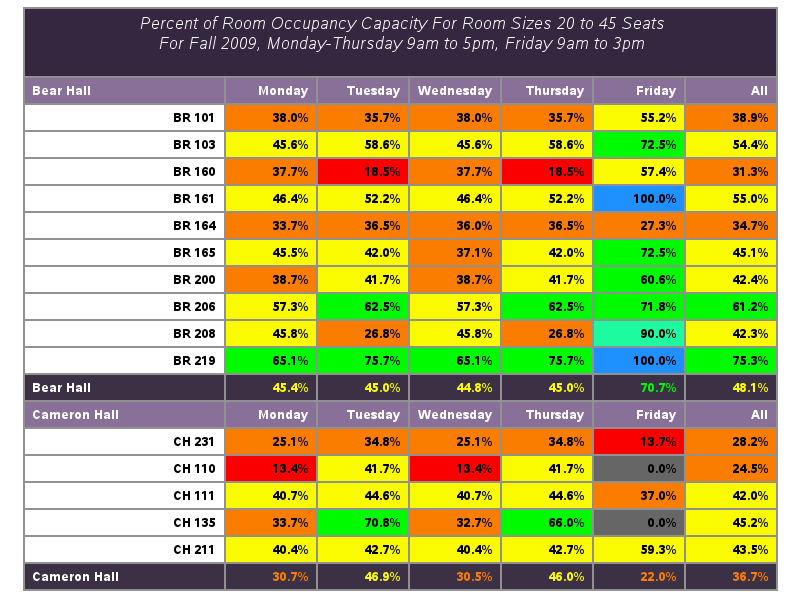 Percent of Room Occupancy Capacity For Room Sizes 20 to 45 Seats
For Fall 2009, Monday-Thursday 9am to 5pm, Friday 9am to 3pm
Bear Hall Monday Tuesday Wednesday Thursday Friday All
BR 101 38.0% 35.7% 38.0% 35.7% 55.2% 38.9%
BR 103 45.6% 58.6% 45.6% 58.6% 72.5% 54.4%
BR 160 37.7% 18.5% 37.7% 18.5% 57.4% 31.3%
BR 161 46.4% 52.2% 46.4% 52.2% 100.0% 55.0%
BR 164 33.7% 36.5% 36.0% 36.5% 27.3% 34.7%
BR 165 45.5% 42.0% 37.1% 42.0% 72.5% 45.1%
BR 200 38.7% 41.7% 38.7% 41.7% 60.6% 42.4%
BR 206 57.3% 62.5% 57.3% 62.5% 71.8% 61.2%
BR 208 45.8% 26.8% 45.8% 26.8% 90.0% 42.3%
BR 219 65.1% 75.7% 65.1% 75.7% 100.0% 75.3%
Bear Hall 45.4% 45.0% 44.8% 45.0% 70.7% 48.1%
Cameron Hall Monday Tuesday Wednesday Thursday Friday All
CH 231 25.1% 34.8% 25.1% 34.8% 13.7% 28.2%
CH 110 13.4% 41.7% 13.4% 41.7% 0.0% 24.5%
CH 111 40.7% 44.6% 40.7% 44.6% 37.0% 42.0%
CH 135 33.7% 70.8% 32.7% 66.0% 0.0% 45.2%
CH 211 40.4% 42.7% 40.4% 42.7% 59.3% 43.5%
Cameron Hall 30.7% 46.9% 30.5% 46.0% 22.0% 36.7%